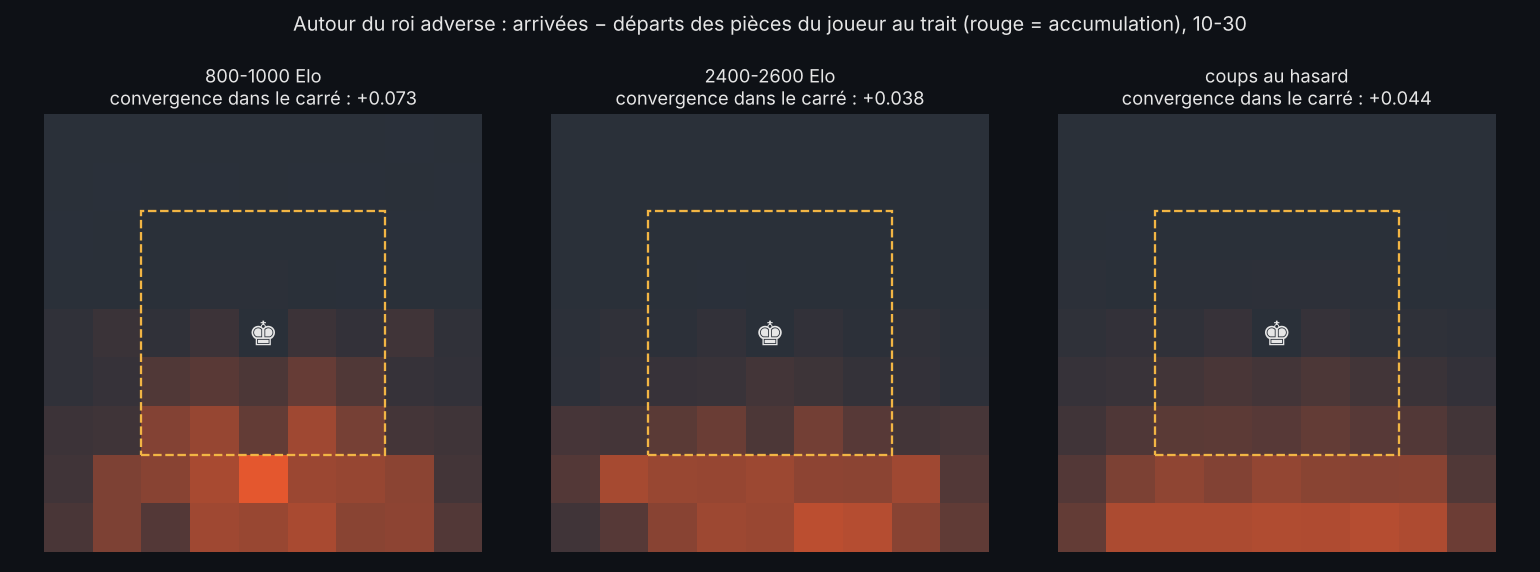 Autour du roi adverse : arrivées − départs des pièces du joueur au trait (rouge = accumulation), 10-30
800-1000 Elo
convergence dans le carré : +0.073
2400-2600 Elo
convergence dans le carré : +0.038
coups au hasard
convergence dans le carré : +0.044